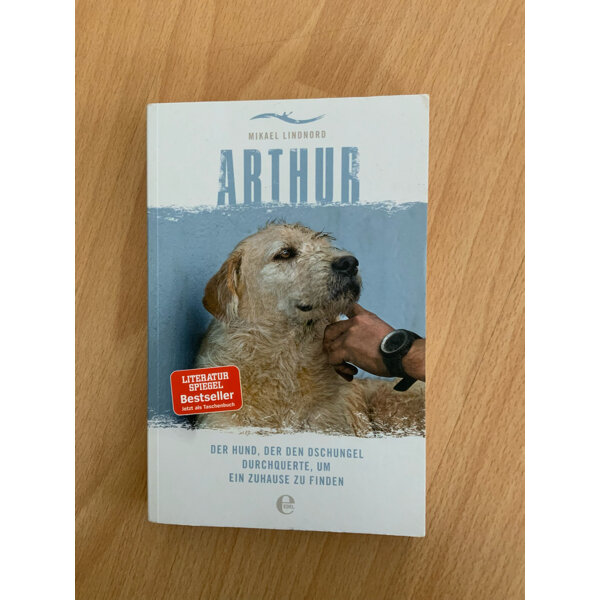 MIKAEL LINDNORD
ARTHUR
LITERATUR
SPIEGEL
Bestseller
Jetzt als Taschenbuch
DER HUND, DER DEN DSCHUNGEL
DURCHQUERTE, UM
EIN ZUHAUSE ZU FINDEN
e
EDEL